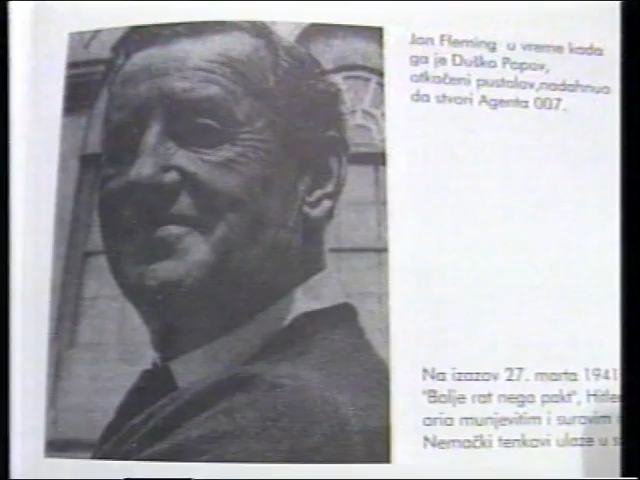 Jan Fleming u vreme kada
ga je Duško Popov,
otkačeni pustolov,nadahnuo
da stvori Agenta 007.
Na izazov 27. marta 1941
"Bolje rat nego pakt", Hitle
munjevitim i surovim
Nemački tenkovi ulaze u s